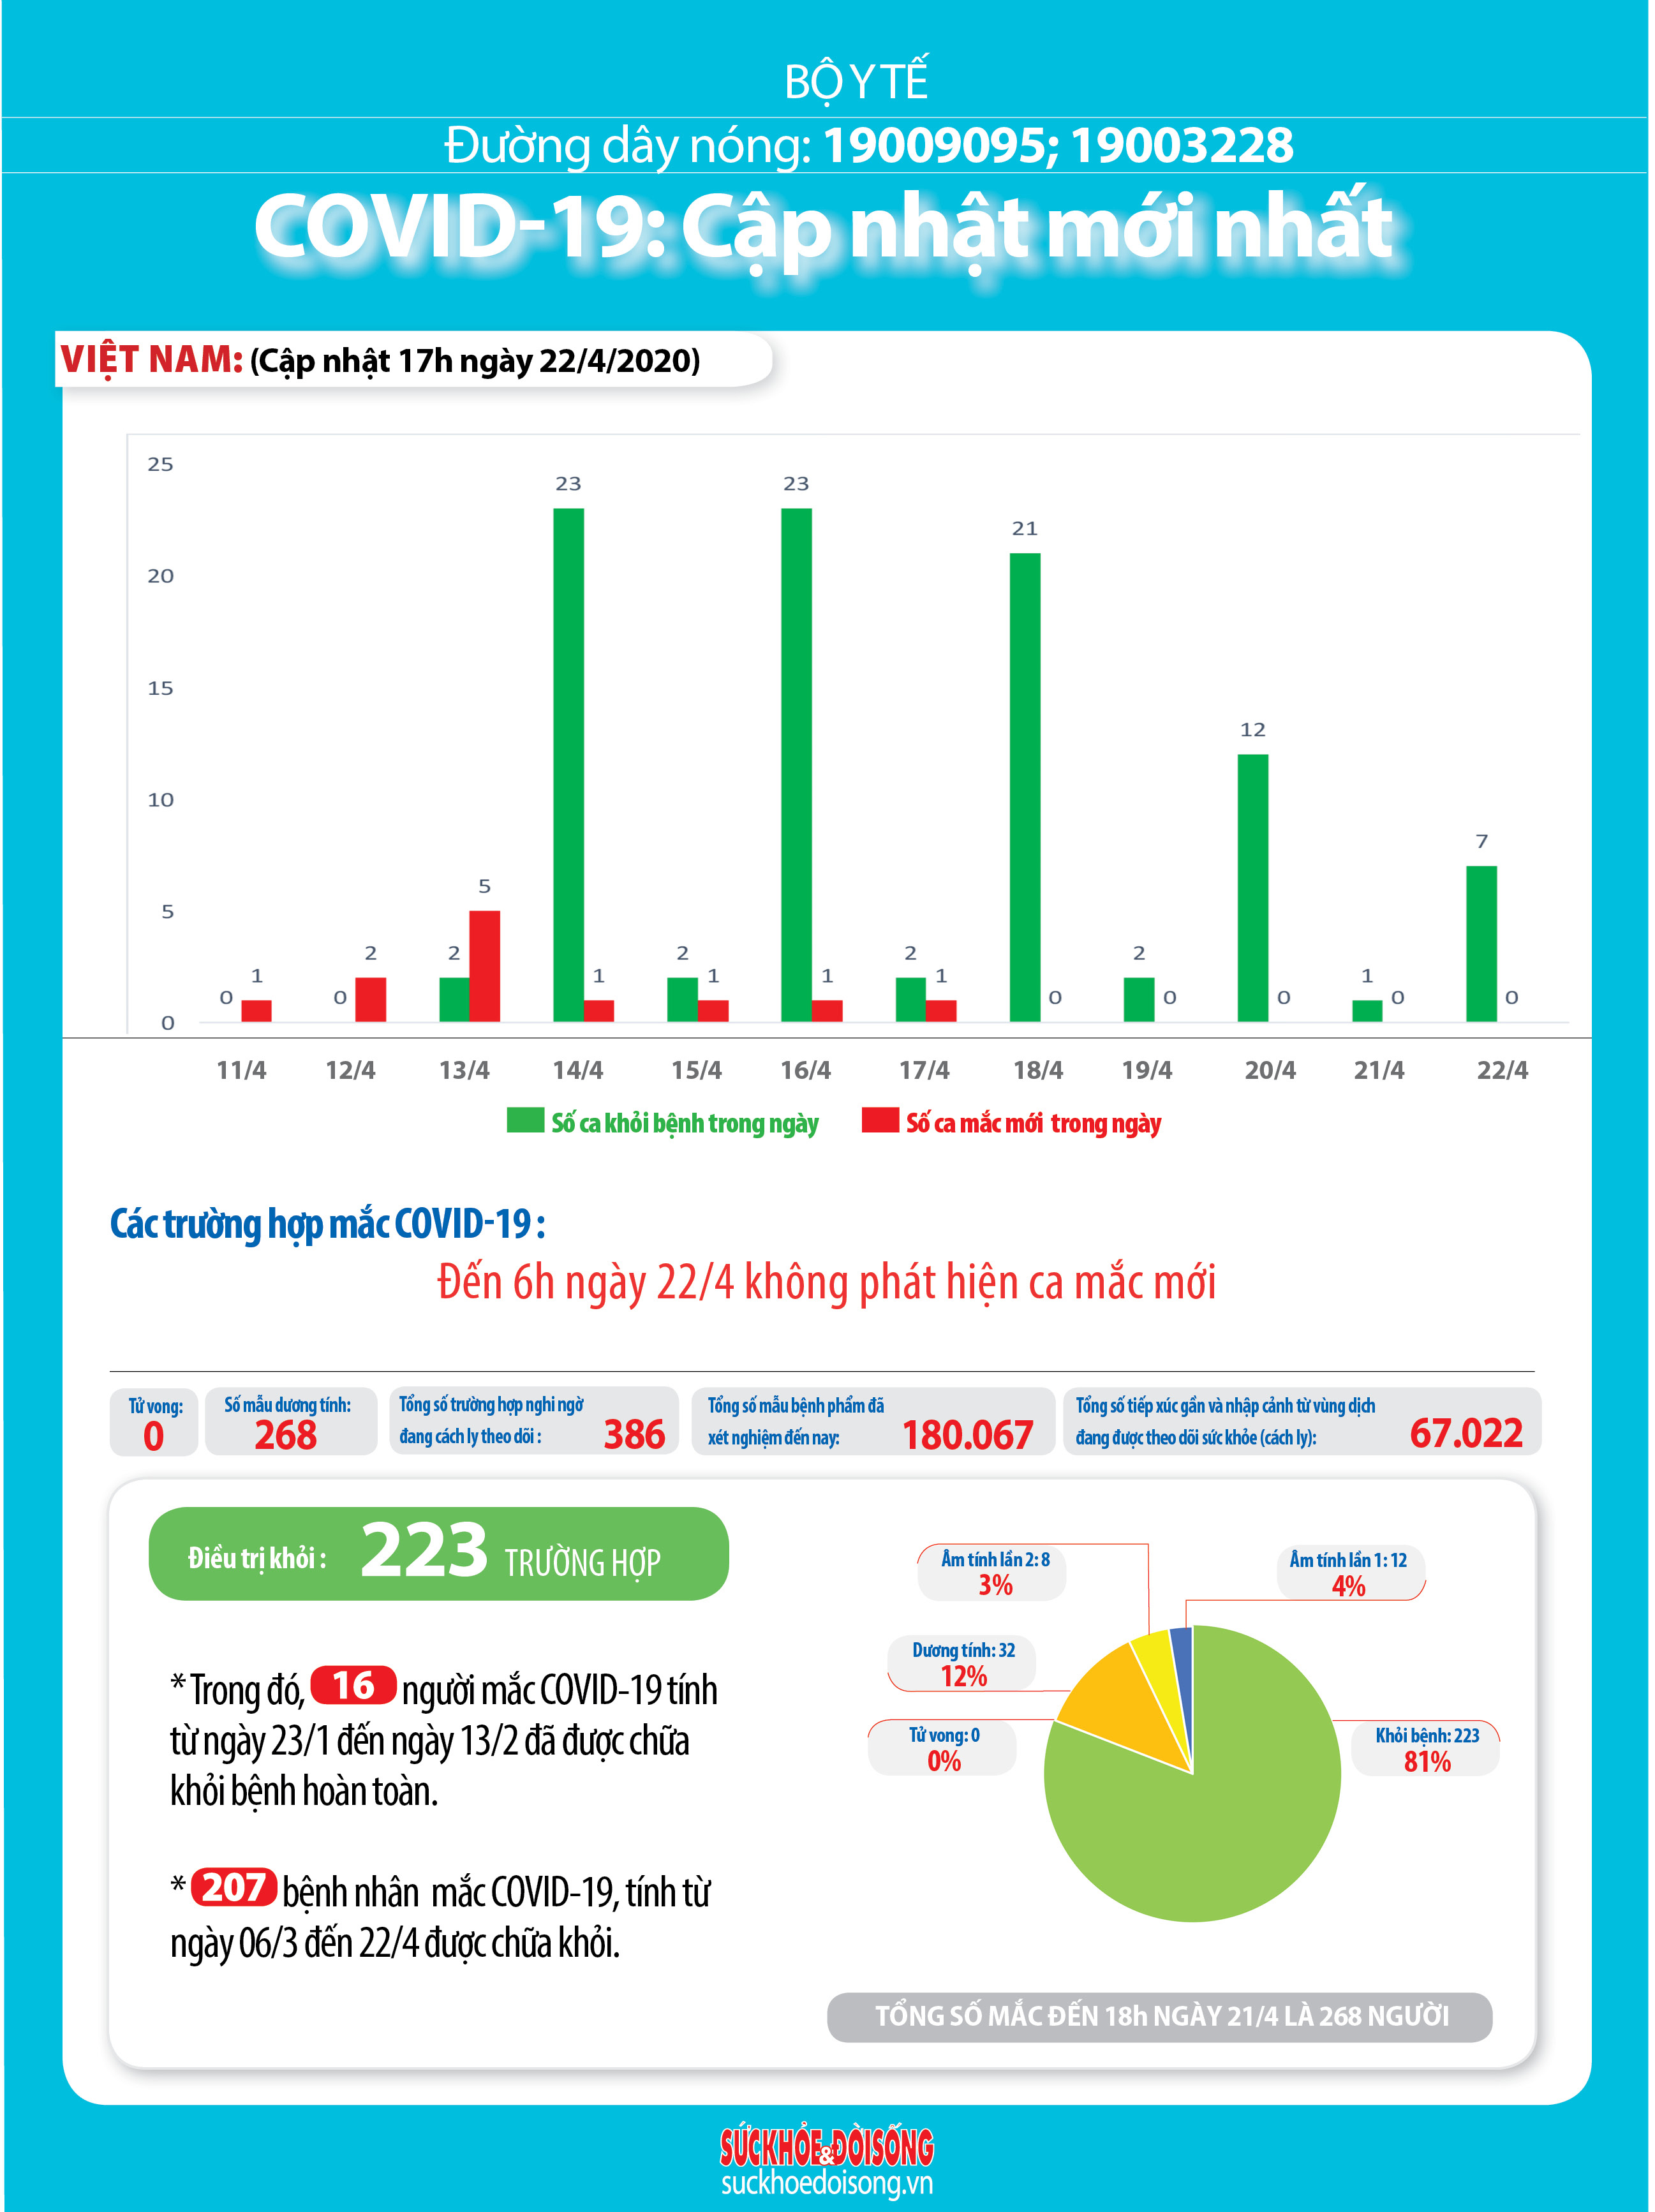 BỘ Y TẾ
Đường dây nóng: 19009095; 19003228
COVID-19: Cập nhật mới nhất
VIỆT NAM: (Cập nhật 17h ngày 22/4/2020)
25
20
15
10
5
0
0 1
0 2
2 5
23 1
2 1
23 1
2 1
21 0
2 0
12 0
1 0
7 0
11/4 12/4 13/4 14/4 15/4 16/4 17/4 18/4 19/4 20/4 21/4 22/4
Số ca khỏi bệnh trong ngày Số ca mắc mới trong ngày
Các trường hợp mắc COVID-19 :
Đến 6h ngày 22/4 không phát hiện ca mắc mới
Tử vong:
0
Số mẫu dương tính:
268
Tổng số trường hợp nghi ngờ
đang cách ly theo dõi : 386
Tổng số mẫu bệnh phẩm đã
xét nghiệm đến nay: 180.067
Tổng số tiếp xúc gần và nhập cảnh từ vùng dịch
đang được theo dõi sức khỏe (cách ly): 67.022
Điều trị khỏi : 223 TRƯỜNG HỢP
* Trong đó, 16 người mắc COVID-19 tính
từ ngày 23/1 đến ngày 13/2 đã được chữa
khỏi bệnh hoàn toàn.
* 207 bệnh nhân mắc COVID-19, tính từ
ngày 06/3 đến 22/4 được chữa khỏi.
Âm tính lần 2: 8
3%
Âm tính lần 1: 12
4%
Dương tính: 32
12%
Tử vong: 0
0%
Khỏi bệnh: 223
81%
TỔNG SỐ MẮC ĐẾN 18h NGÀY 21/4 LÀ 268 NGƯỜI
SỨC KHỎE & ĐỜI SỐNG
suckhoedoisong.vn